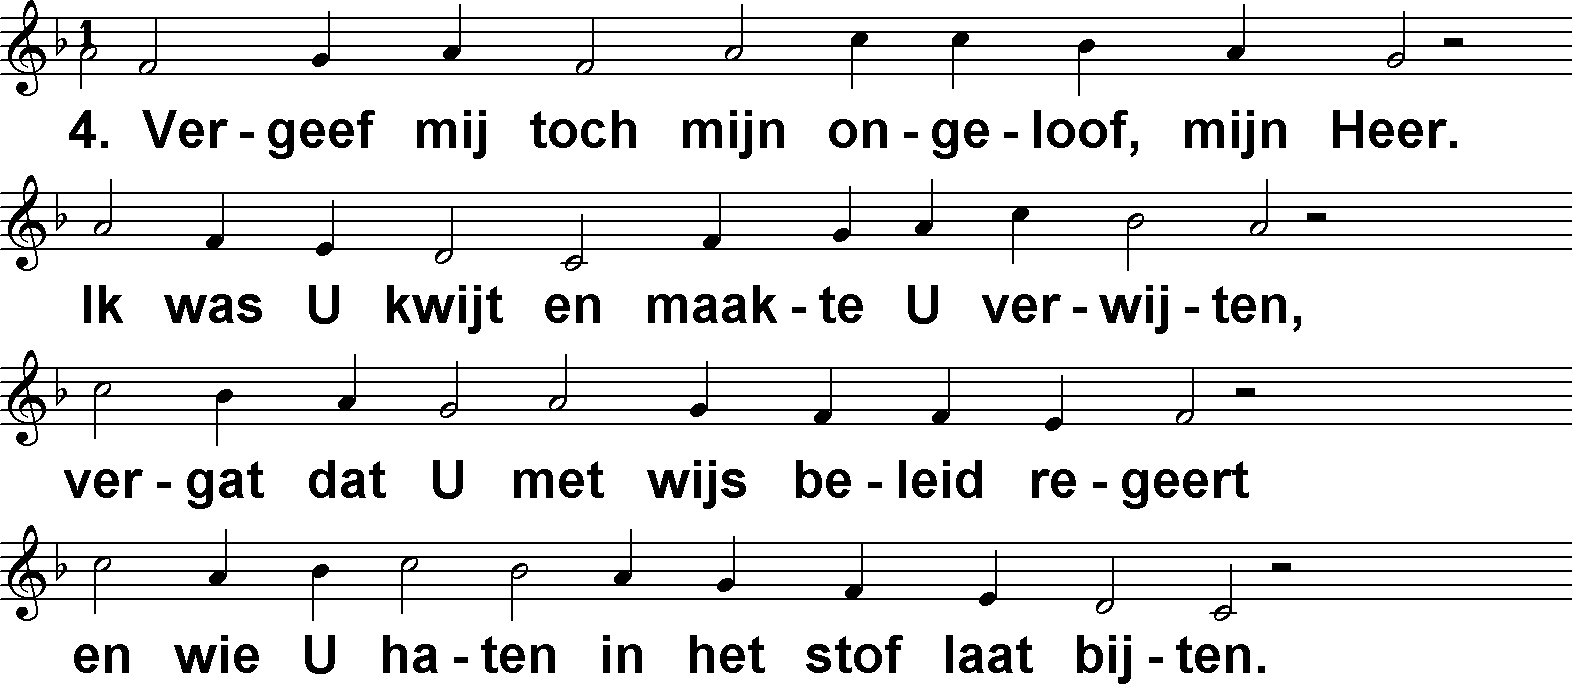 1
4. Ver - geef mij toch mijn on - ge - loof, mijn Heer.
Ik was U kwijt en maak - te U ver - wij - ten,
ver - gat dat U met wijs be - leid re - geert
en wie U ha - ten in het stof laat bij - ten.